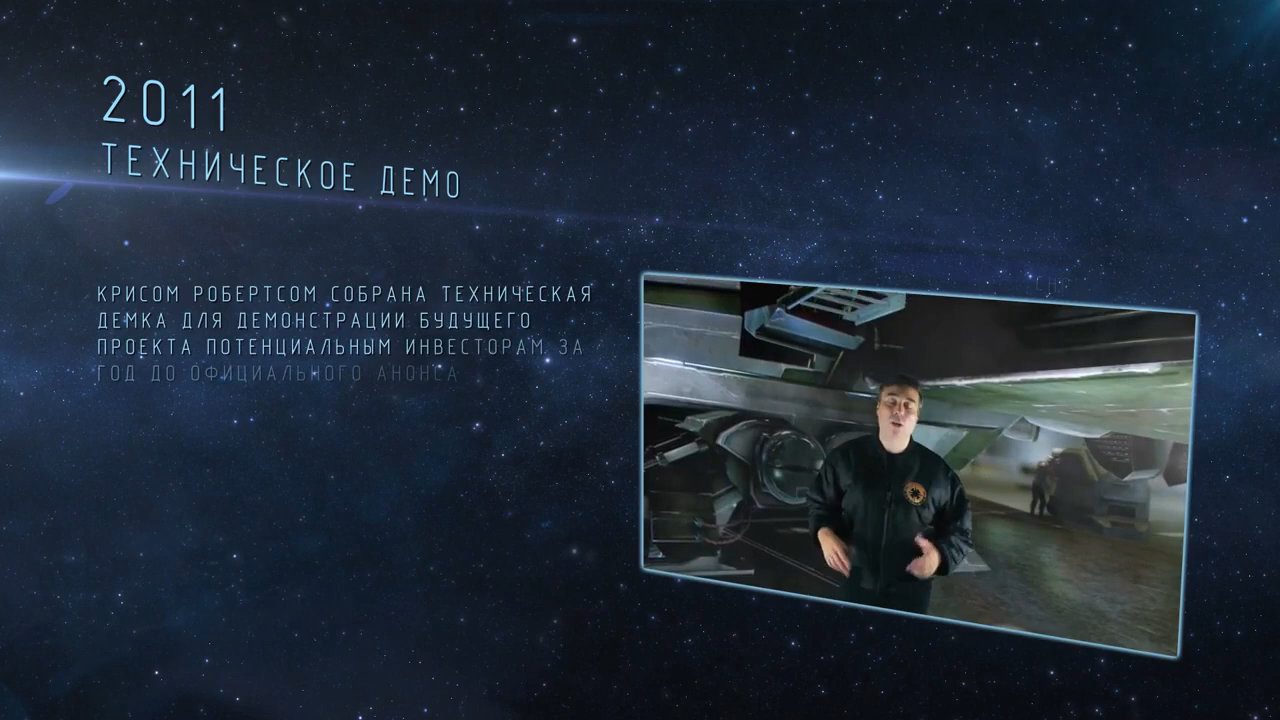 2011
ТЕХНИЧЕСКОЕ ДЕМО
КРИСОМ РОБЕРТСОМ СОБРАНА ТЕХНИЧЕСКАЯ
ДЕМКА ДЛЯ ДЕМОНСТРАЦИИ БУДУЩЕГО
ПРОЕКТА ПОТЕНЦИАЛЬНЫМ ИНВЕСТОРАМ ЗА
ГОД ДО ОФИЦИАЛЬНОГО АНОНСА